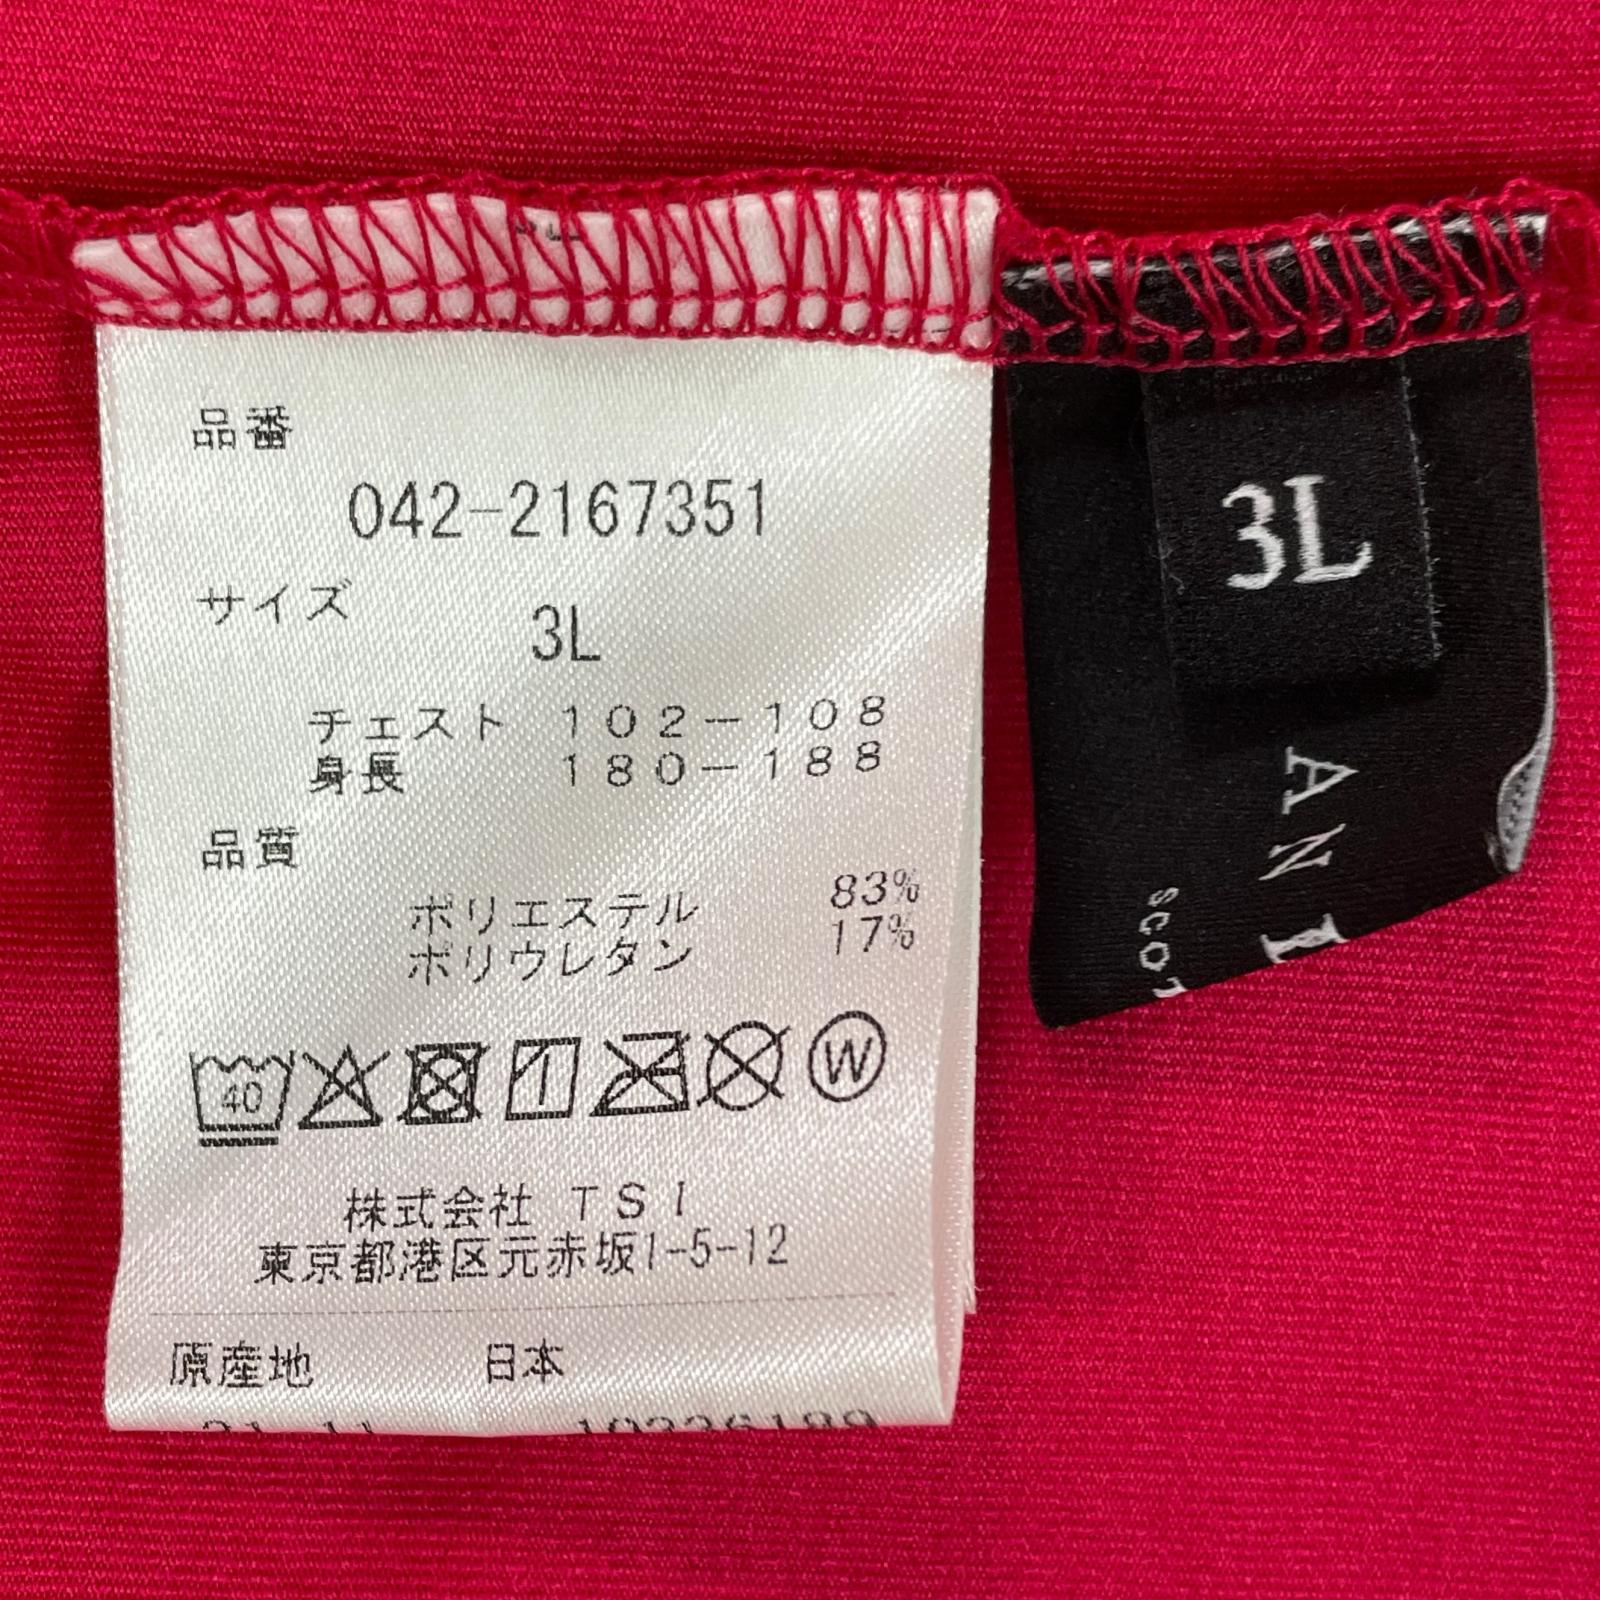 品番
042-2167351
サイズ
3L
チェスト 102-108
身長 180-188
品質
ポリエステル 83%
ポリウレタン 17%
40
W
株式会社 TSI
東京都港区元赤坂1-5-12
原産地 日本
3L
AN
SCOT